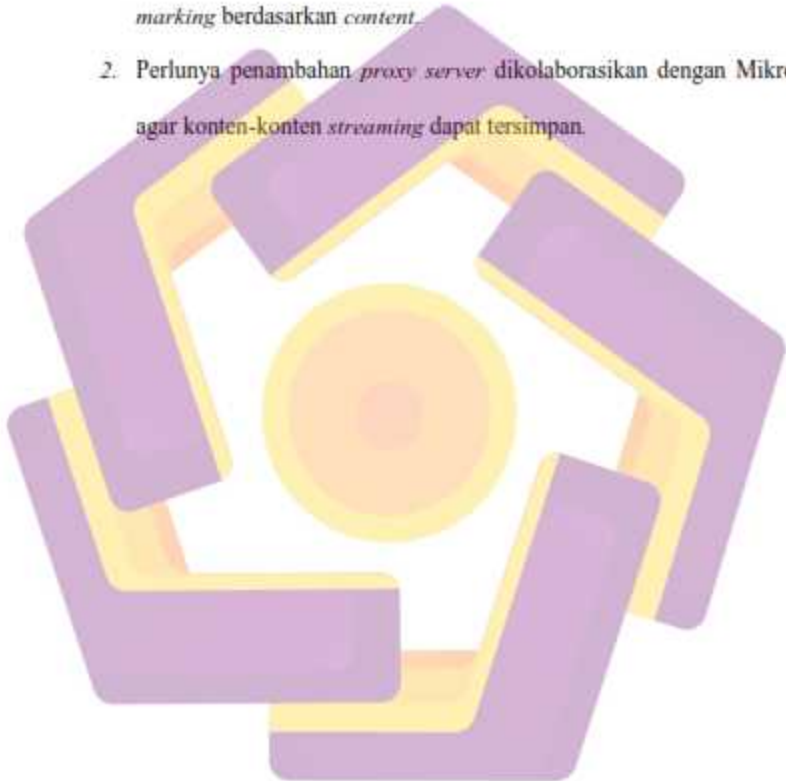 marking berdasarkan content.
2. Perlunya penambahan proxy server dikolaborasikan dengan
agar konten-konten streaming dapat tersimpan.